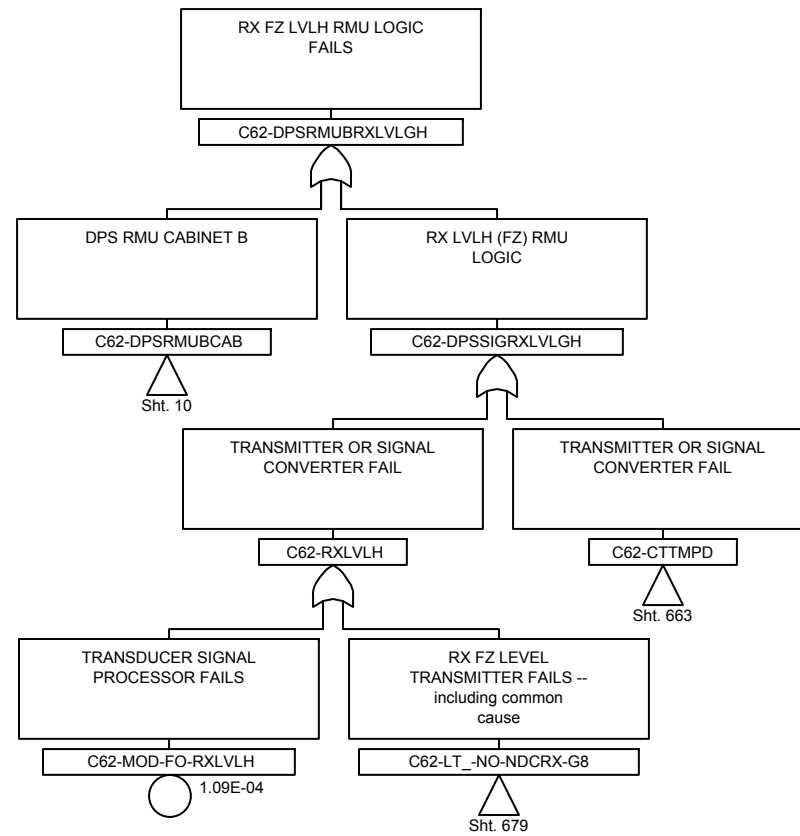 RX FZ LVLH RMU LOGIC
FAILS
C62-DPSRMUBRXLVLGH
DPS RMU CABINET B
RX LVLH (FZ) RMU
LOGIC
C62-DPSRMUBCAB
C62-DPSSIGRXLVLGH
Sht. 10
TRANSMITTER OR SIGNAL
CONVERTER FAIL
TRANSMITTER OR SIGNAL
CONVERTER FAIL
C62-RXLVLH
C62-CTTMPD
Sht. 663
TRANSDUCER SIGNAL
PROCESSOR FAILS
RX FZ LEVEL
TRANSMITTER FAILS --
including common
cause
C62-MOD-FO-RXLVLH
C62-LT_-NO-NDCRX-G8
1.09E-04
Sht. 679